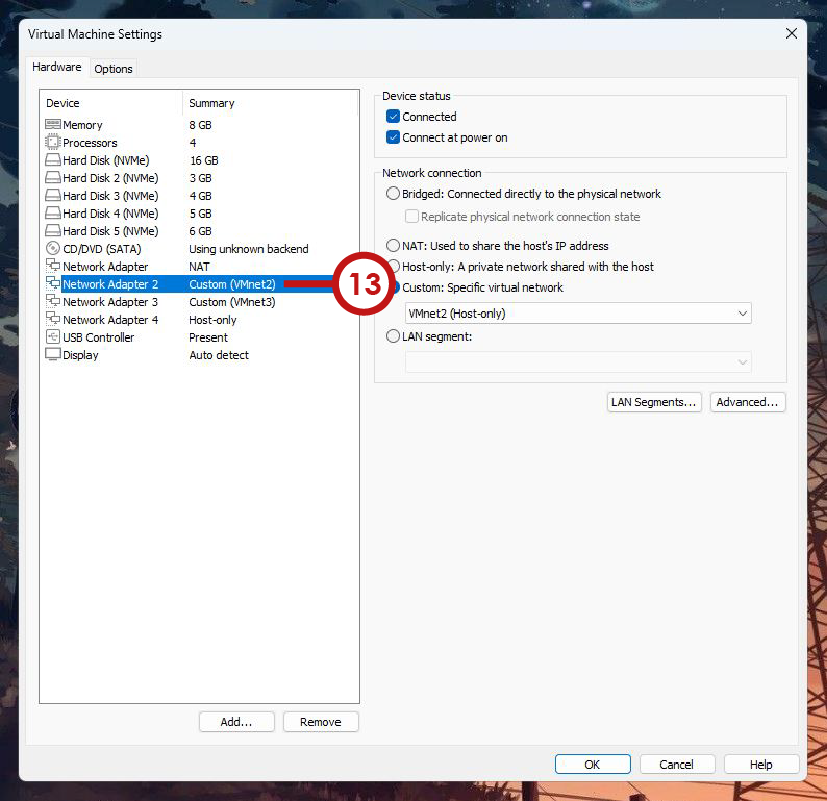 Virtual Machine Settings
Hardware Options
Device Summary
Memory 8 GB
Processors 4
Hard Disk (NVMe) 16 GB
Hard Disk 2 (NVMe) 3 GB
Hard Disk 3 (NVMe) 4 GB
Hard Disk 4 (NVMe) 5 GB
Hard Disk 5 (NVMe) 6 GB
CD/DVD (SATA) Using unknown backend
Network Adapter NAT
Network Adapter 2 Custom (VMnet2)
Network Adapter 3 Custom (VMnet3)
Network Adapter 4 Host-only
USB Controller Present
Display Auto detect
13
Device status
Connected
Connect at power on
Network connection
Bridged: Connected directly to the physical network
Replicate physical network connection state
NAT: Used to share the host's IP address
Host-only: A private network shared with the host
Custom: Specific virtual network
VMnet2 (Host-only)
LAN segment:
LAN Segments... Advanced...
Add... Remove
OK Cancel Help